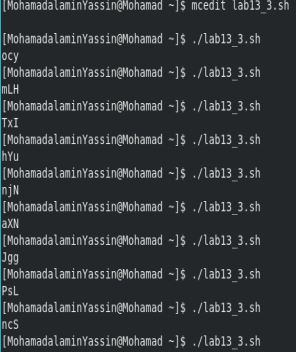 [MohamadalaminYassin@Mohamad ~]$ mcedit lab13_3.sh
[MohamadalaminYassin@Mohamad ~]$ ./lab13_3.sh
ocy
[MohamadalaminYassin@Mohamad ~]$ ./lab13_3.sh
mLH
[MohamadalaminYassin@Mohamad ~]$ ./lab13_3.sh
TxI
[MohamadalaminYassin@Mohamad ~]$ ./lab13_3.sh
hYu
[MohamadalaminYassin@Mohamad ~]$ ./lab13_3.sh
njN
[MohamadalaminYassin@Mohamad ~]$ ./lab13_3.sh
aXN
[MohamadalaminYassin@Mohamad ~]$ ./lab13_3.sh
Jgg
[MohamadalaminYassin@Mohamad ~]$ ./lab13_3.sh
PsL
[MohamadalaminYassin@Mohamad ~]$ ./lab13_3.sh
ncS
[MohamadalaminYassin@Mohamad ~]$ ./lab13_3.sh